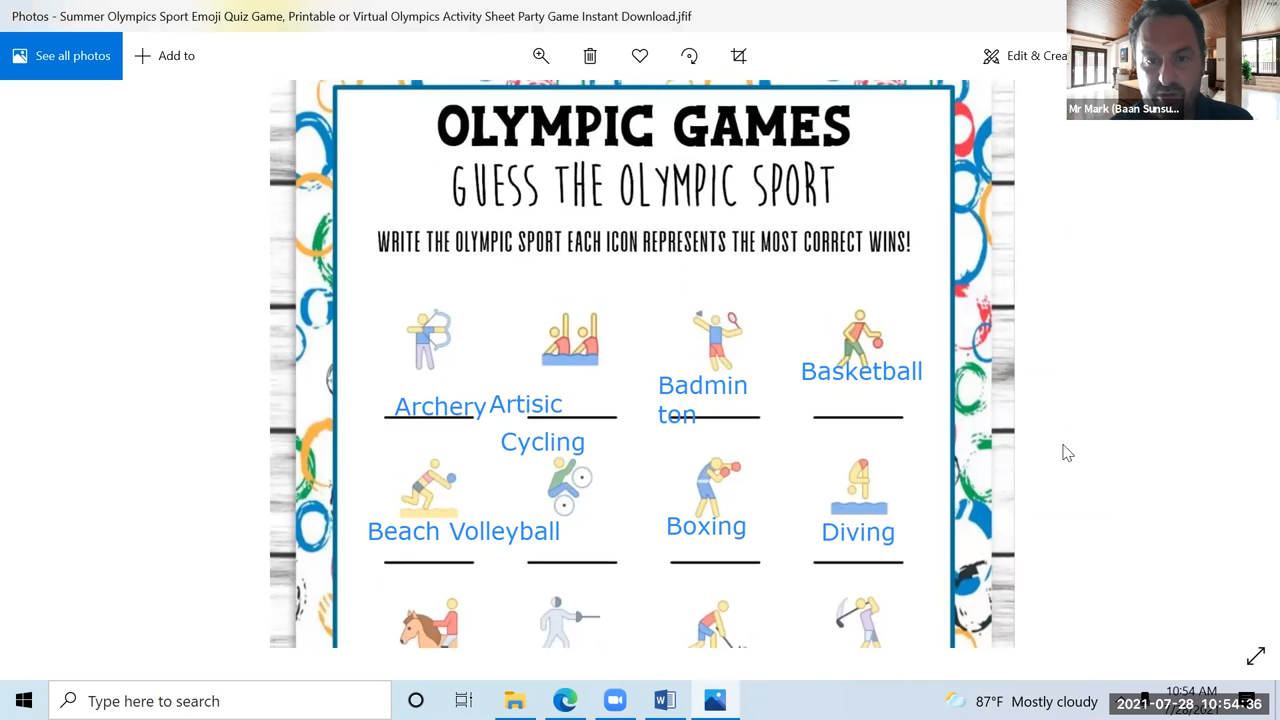 Photos - Summer Olympics Sport Emoji Quiz Game, Printable or Virtual Olympics Activity Sheet Party Game Instant Download.jfif
See all photos
Add to
Edit & Crea
Mr Mark (Baan Sunsu...
OLYMPIC GAMES
GUESS THE OLYMPIC SPORT
WRITE THE OLYMPIC SPORT EACH ICON REPRESENTS THE MOST CORRECT WINS!
Archery
Artisic
Badmin
ton
Basketball
Cycling
Beach Volleyball
Boxing
Diving
Type here to search
87°F Mostly cloudy
10:54 AM
2021-07-28 10:54:36